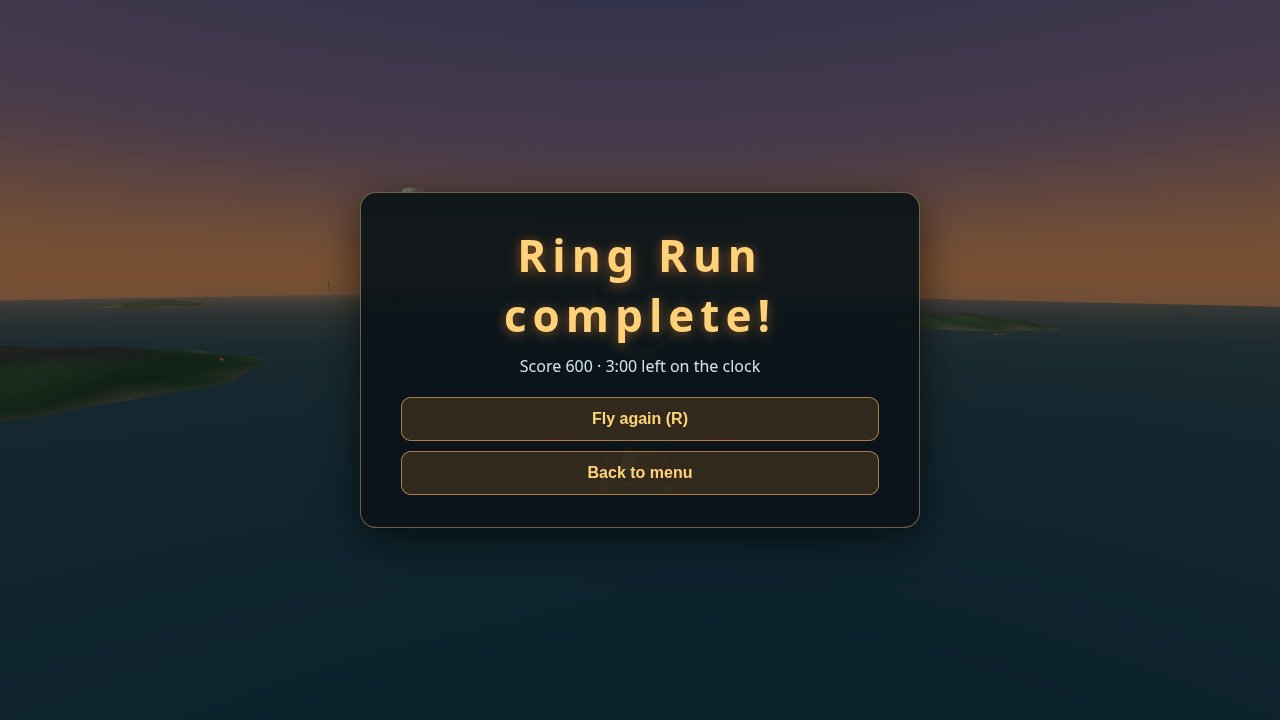 Ring Run
complete!
Score 600 · 3:00 left on the clock
Fly again (R)
Back to menu